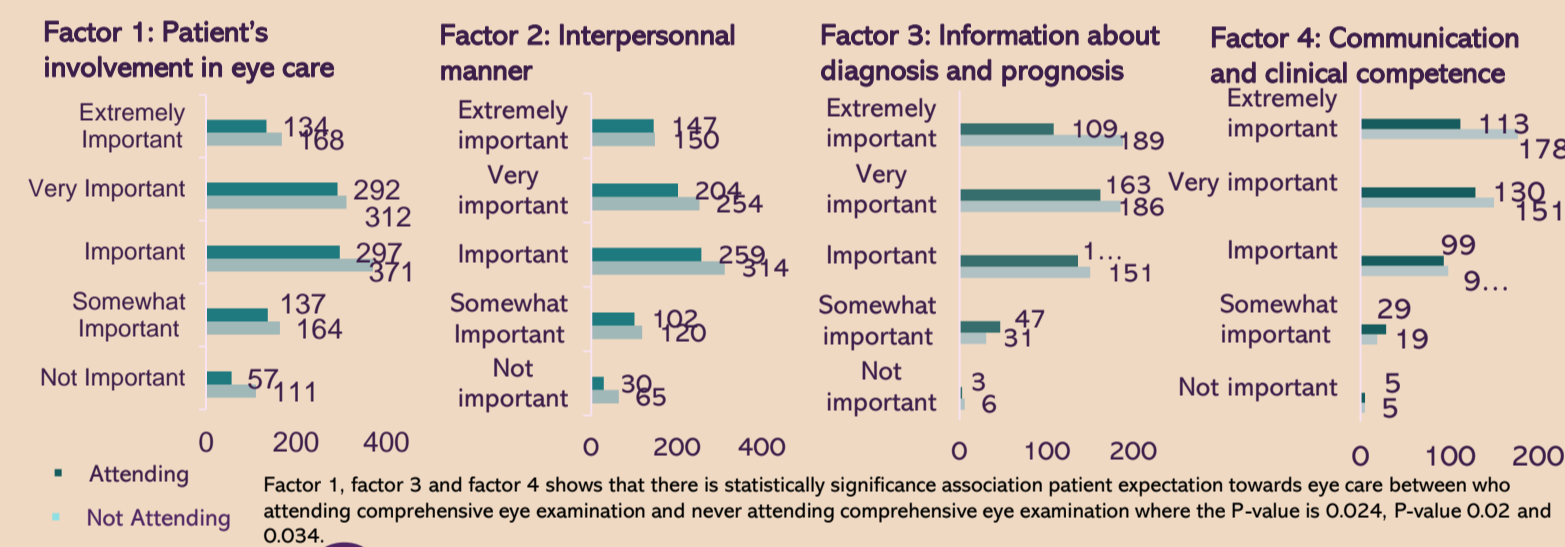 Factor 1: Patient's
involvement in eye care
Extremely
Important
134
168
Very Important
292
312
Important
297
371
Somewhat
Important
137
164
Not Important
57
111
0 200 400
Factor 2: Interpersonnal
manner
Extremely
important
147
150
Very
important
204
254
Important
259
314
Somewhat
Important
102
120
Not
important
30
65
0 200 400
Factor 3: Information about
diagnosis and prognosis
Extremely
important
109
189
Very
important
163
186
Important
1...
151
Somewhat
important
47
31
Not
important
3
6
0 100 200
Factor 4: Communication
and clinical competence
Extremely
important
113
178
Very important
130
151
Important
99
9...
Somewhat
important
29
19
Not important
5
5
0 100 200
Attending
Not Attending
Factor 1, factor 3 and factor 4 shows that there is statistically significance association patient expectation towards eye care between who
attending comprehensive eye examination and never attending comprehensive eye examination where the P-value is 0.024, P-value 0.02 and
0.034.